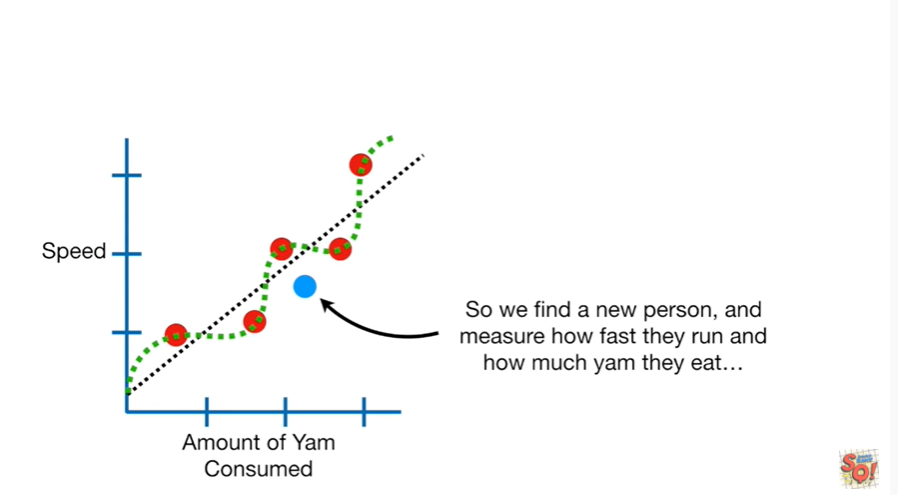 Speed
So we find a new person, and
measure how fast they run and
how much yam they eat…
Amount of Yam
Consumed
SO!